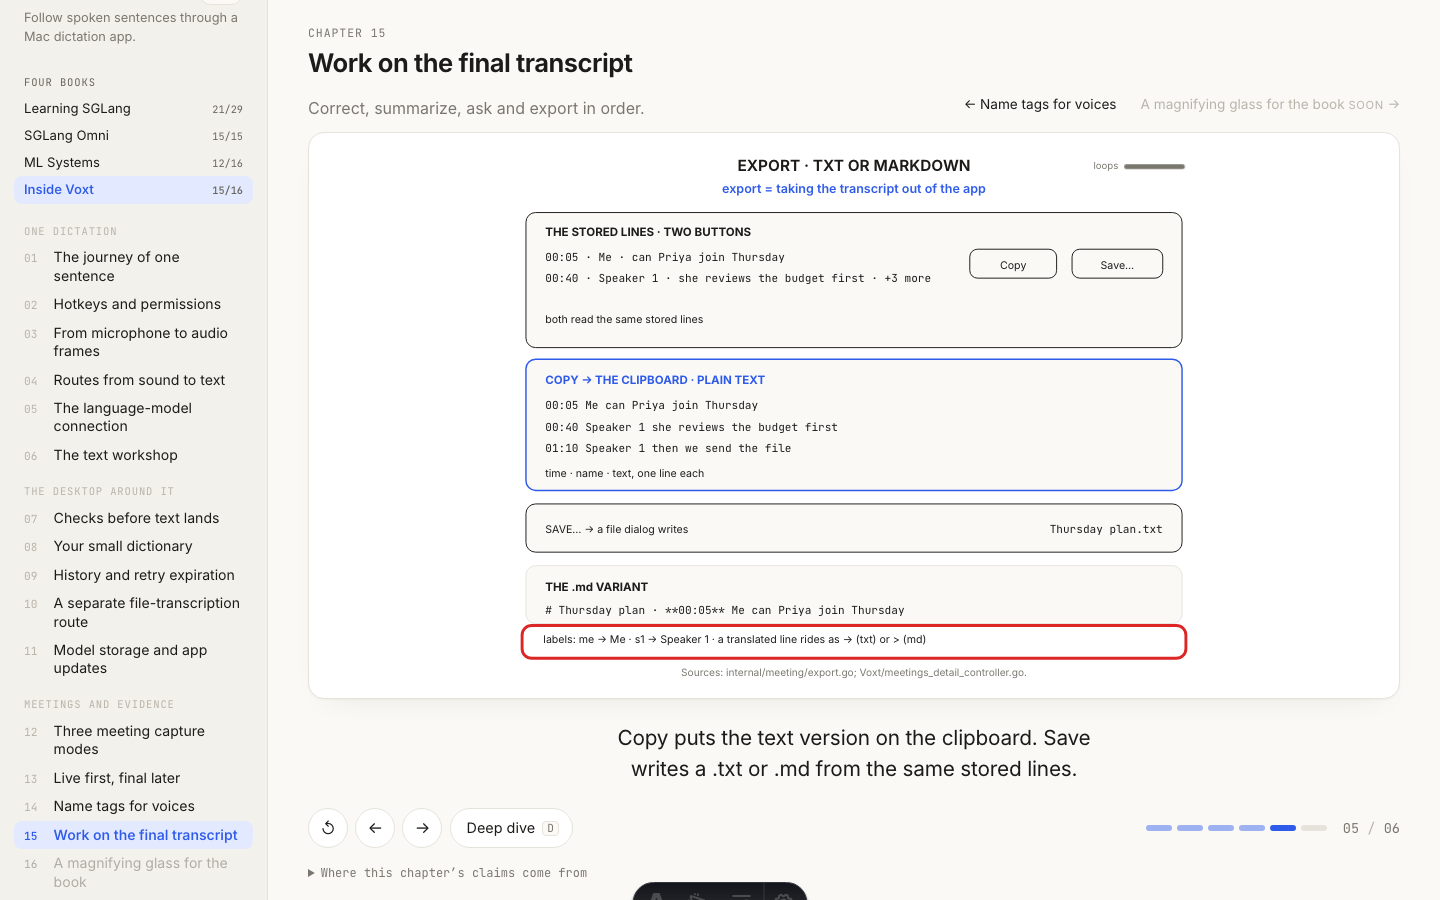 Follow spoken sentences through a
Mac dictation app.
FOUR BOOKS
Learning SGLang 21/29
SGLang Omni 15/15
ML Systems 12/16
Inside Voxt 15/16
ONE DICTATION
01 The journey of one
sentence
02 Hotkeys and permissions
03 From microphone to audio
frames
04 Routes from sound to text
05 The language-model
connection
06 The text workshop
THE DESKTOP AROUND IT
07 Checks before text lands
08 Your small dictionary
09 History and retry expiration
10 A separate file-transcription
route
11 Model storage and app
updates
MEETINGS AND EVIDENCE
12 Three meeting capture
modes
13 Live first, final later
14 Name tags for voices
15 Work on the final transcript
16 A magnifying glass for the
book
CHAPTER 15
Work on the final transcript
Correct, summarize, ask and export in order.
← Name tags for voices A magnifying glass for the book SOON →
EXPORT · TXT OR MARKDOWN
loops
export = taking the transcript out of the app
THE STORED LINES · TWO BUTTONS
00:05 · Me · can Priya join Thursday
00:40 · Speaker 1 · she reviews the budget first · +3 more
Copy Save...
both read the same stored lines
COPY → THE CLIPBOARD · PLAIN TEXT
00:05 Me can Priya join Thursday
00:40 Speaker 1 she reviews the budget first
01:10 Speaker 1 then we send the file
time · name · text, one line each
SAVE... → a file dialog writes Thursday plan.txt
THE .md VARIANT
# Thursday plan · **00:05** Me can Priya join Thursday
labels: me → Me · s1 → Speaker 1 · a translated line rides as → (txt) or > (md)
Sources: internal/meeting/export.go; Voxt/meetings_detail_controller.go.
Copy puts the text version on the clipboard. Save
writes a .txt or .md from the same stored lines.
Deep dive D
05 / 06
▶ Where this chapter's claims come from